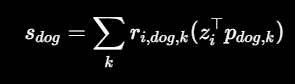 $s_{dog} = \sum_{k} r_{i,dog,k}(z_i^\top p_{dog,k})$